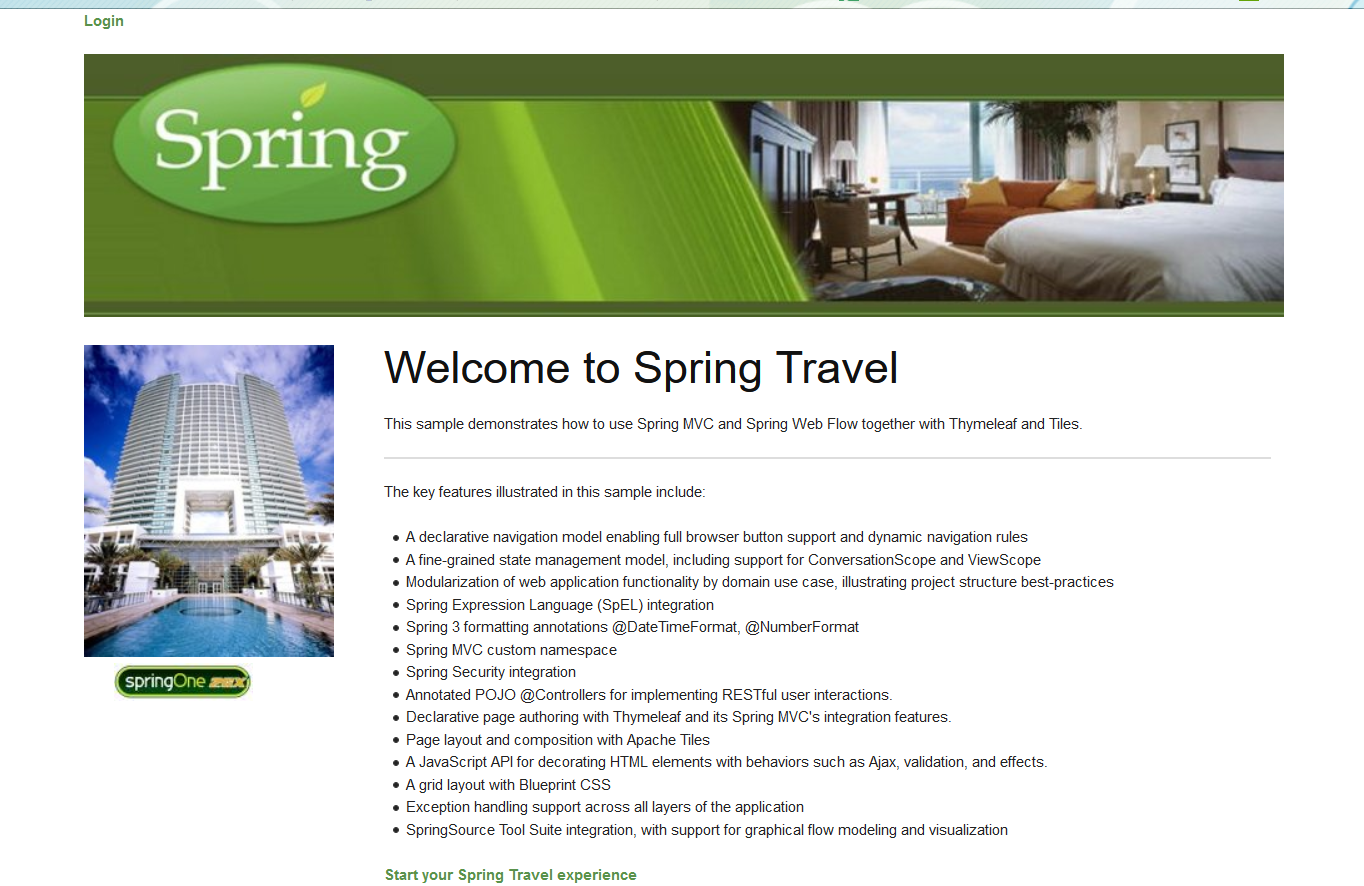 Login
Spring
Welcome to Spring Travel
This sample demonstrates how to use Spring MVC and Spring Web Flow together with Thymeleaf and Tiles.
The key features illustrated in this sample include:
A declarative navigation model enabling full browser button support and dynamic navigation rules
A fine-grained state management model, including support for ConversationScope and ViewScope
Modularization of web application functionality by domain use case, illustrating project structure best-practices
Spring Expression Language (SpEL) integration
Spring 3 formatting annotations @DateTimeFormat, @NumberFormat
Spring MVC custom namespace
Spring Security integration
Annotated POJO @Controllers for implementing RESTful user interactions.
Declarative page authoring with Thymeleaf and its Spring MVC's integration features.
Page layout and composition with Apache Tiles
A JavaScript API for decorating HTML elements with behaviors such as Ajax, validation, and effects.
A grid layout with Blueprint CSS
Exception handling support across all layers of the application
SpringSource Tool Suite integration, with support for graphical flow modeling and visualization
Start your Spring Travel experience
springOne 2GX